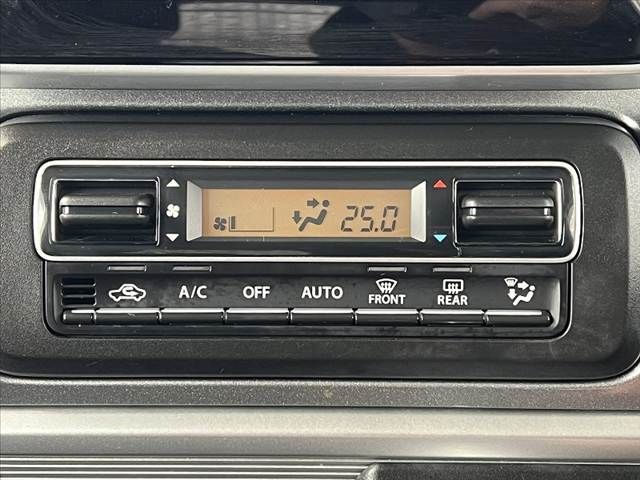 25.0
A/C OFF AUTO FRONT REAR